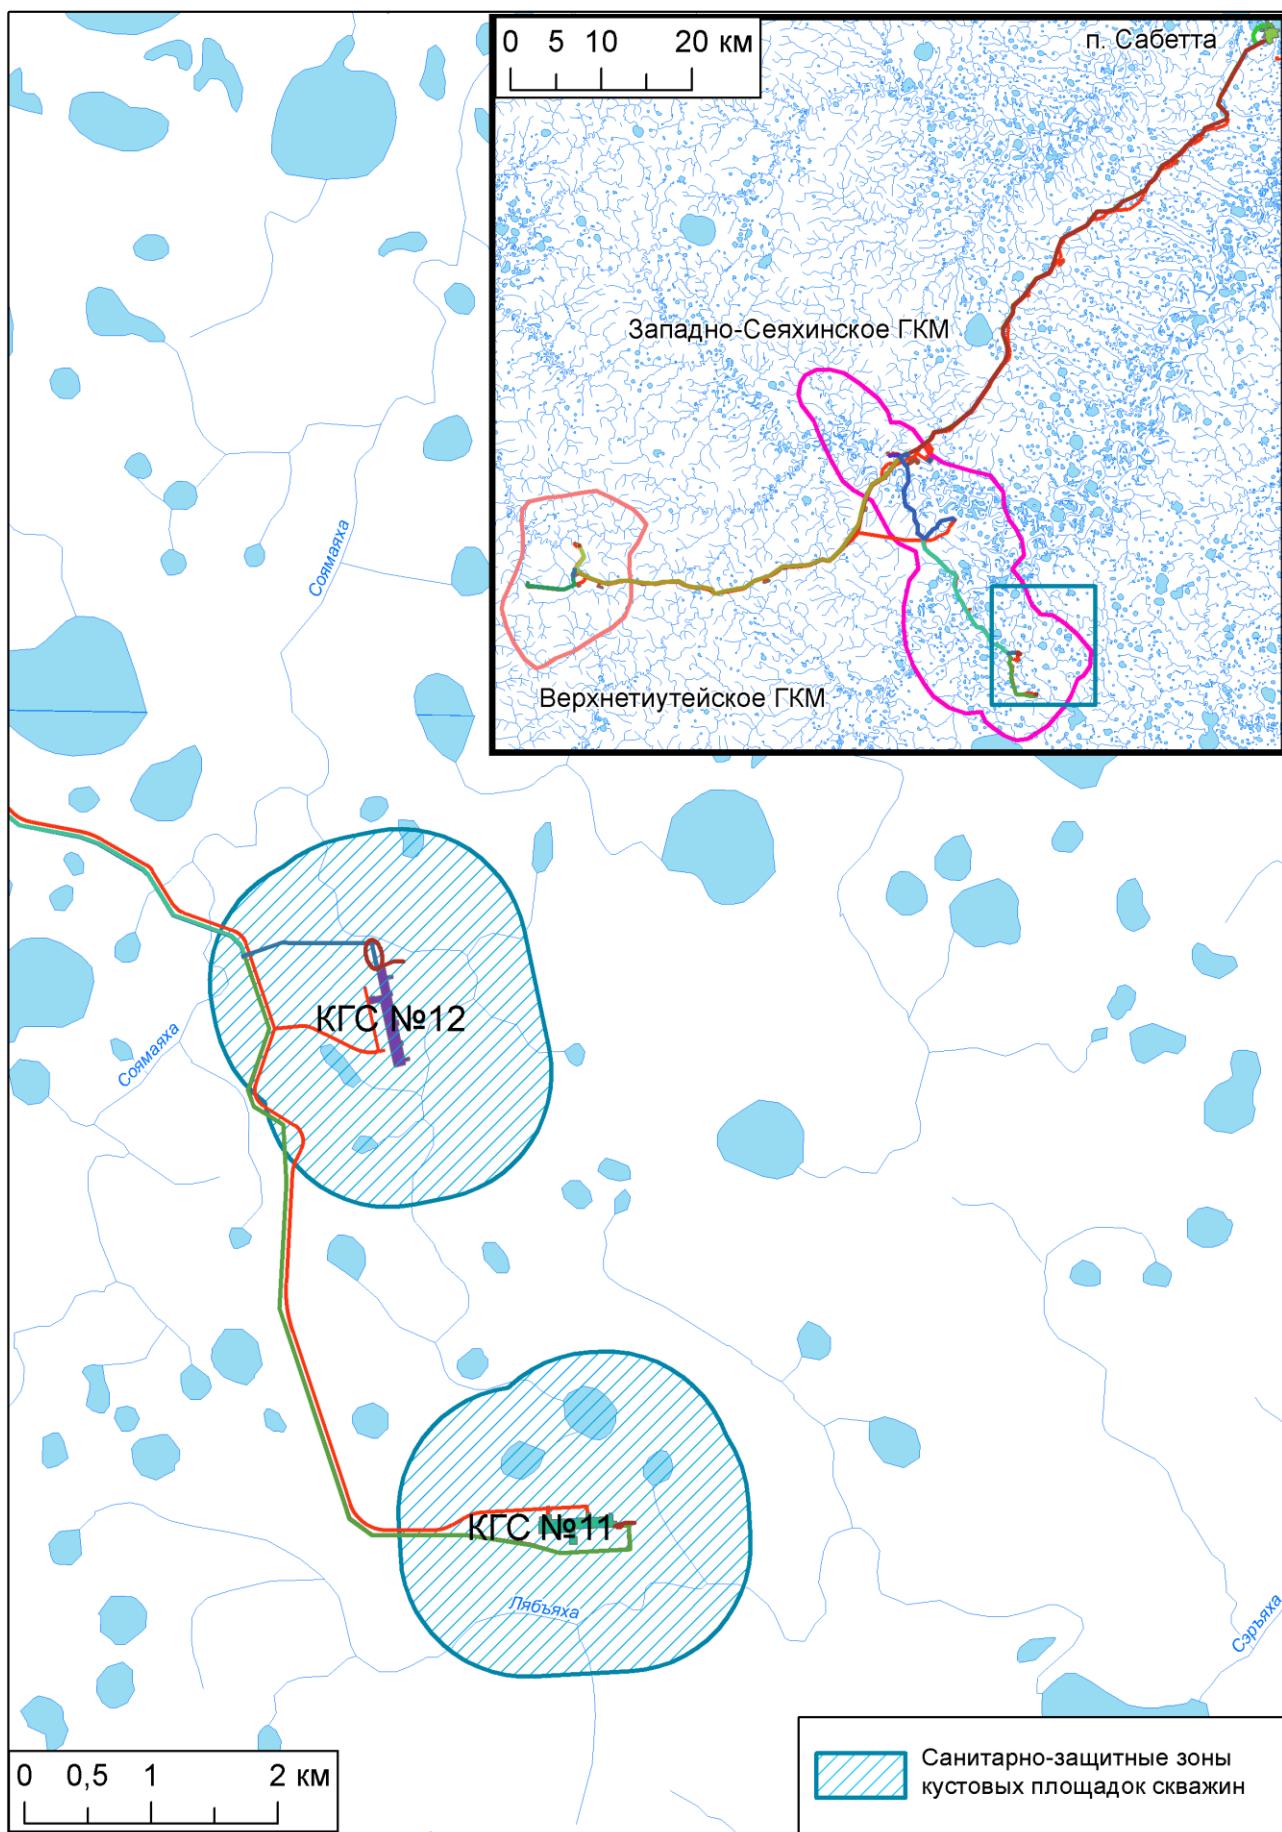 0 5 10 20 км
п. Сабетта
Западно-Сеяхинское ГКМ
Верхнетиутейское ГКМ
Соямаяха
КГС №12
Соямаяха
КГС №11
Лябъяха
Сэръяха
0 0,5 1 2 км
Санитарно-защитные зоны
кустовых площадок скважин